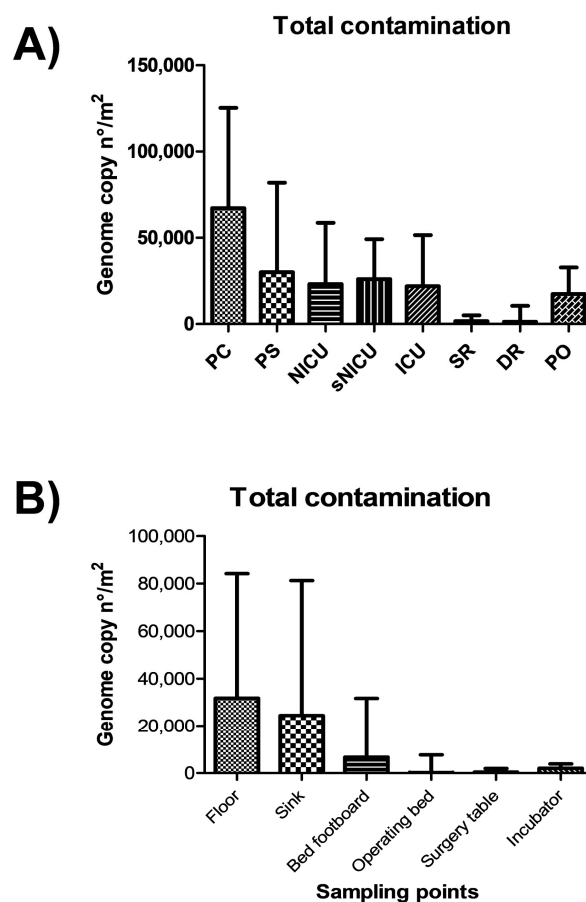 A)
Total contamination
Genome copy n°/m²
150,000
100,000
50,000
0
PC
PS
NICU
sNICU
ICU
SR
DR
PO
B)
Total contamination
Genome copy n°/m²
100,000
80,000
60,000
40,000
20,000
0
Floor
Sink
Bed footboard
Operating bed
Surgery table
Incubator
Sampling points